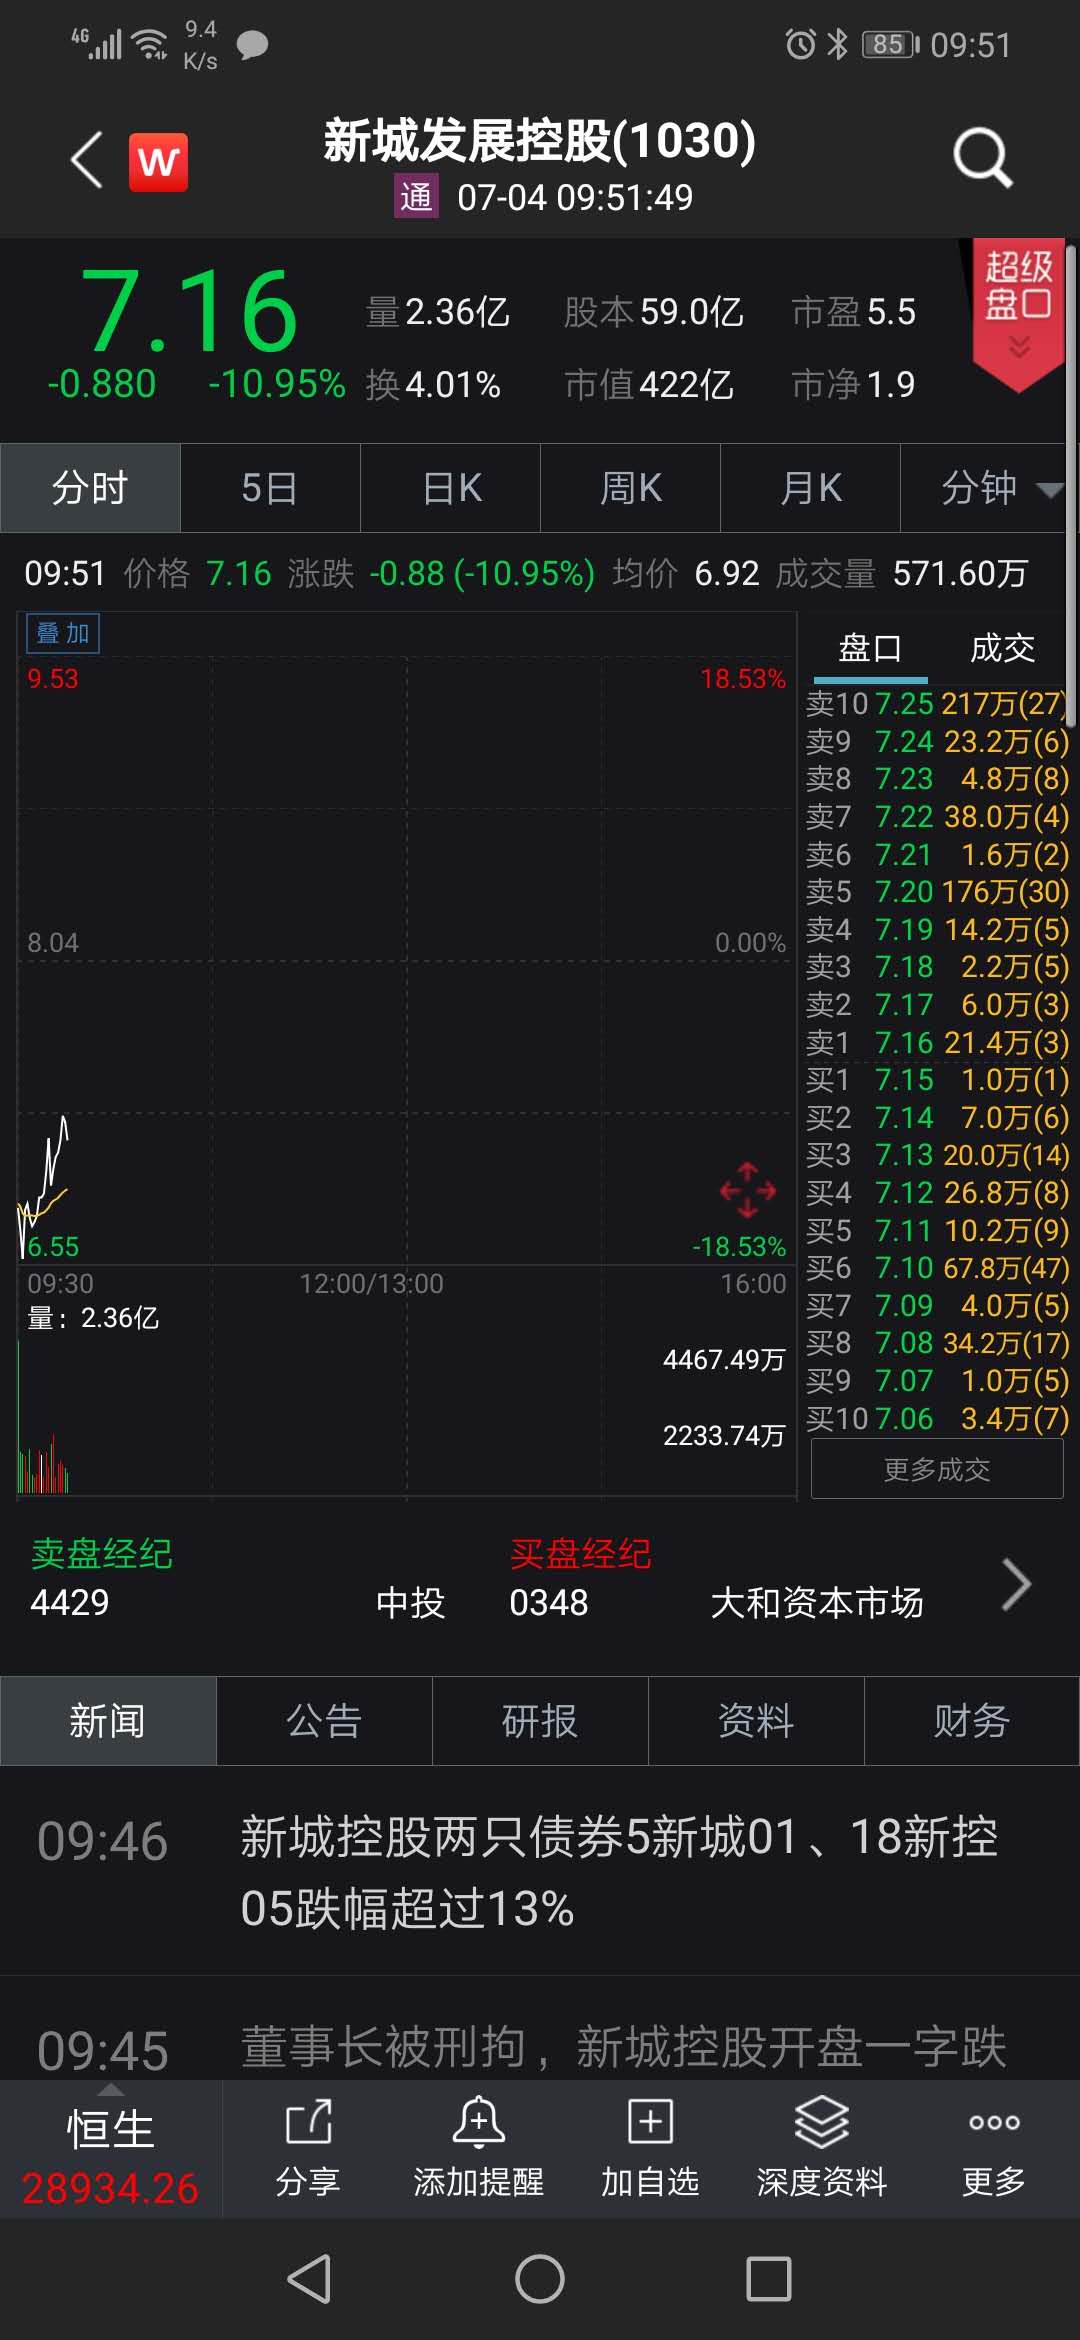 4G 9.4 K/s 85 09:51
W
新城发展控股(1030)
通 07-04 09:51:49
7.16
-0.880 -10.95%
量2.36亿 股本59.0亿 市盈5.5
换4.01% 市值422亿 市净1.9
超级
盘口
分时 5日 日K 周K 月K 分钟
09:51 价格 7.16 涨跌 -0.88 (-10.95%) 均价 6.92 成交量 571.60万
叠加
9.53 18.53%
8.04 0.00%
6.55 -18.53%
09:30 12:00/13:00 16:00
量: 2.36亿
4467.49万
2233.74万
盘口 成交
卖10 7.25 217万(27)
卖9 7.24 23.2万(6)
卖8 7.23 4.8万(8)
卖7 7.22 38.0万(4)
卖6 7.21 1.6万(2)
卖5 7.20 176万(30)
卖4 7.19 14.2万(5)
卖3 7.18 2.2万(5)
卖2 7.17 6.0万(3)
卖1 7.16 21.4万(3)
买1 7.15 1.0万(1)
买2 7.14 7.0万(6)
买3 7.13 20.0万(14)
买4 7.12 26.8万(8)
买5 7.11 10.2万(9)
买6 7.10 67.8万(47)
买7 7.09 4.0万(5)
买8 7.08 34.2万(17)
买9 7.07 1.0万(5)
买10 7.06 3.4万(7)
更多成交
卖盘经纪 买盘经纪
4429 中投 0348 大和资本市场
新闻 公告 研报 资料 财务
09:46 新城控股两只债券5新城01、18新控
05跌幅超过13%
09:45 董事长被刑拘，新城控股开盘一字跌
恒生
28934.26
分享 添加提醒 加自选 深度资料 更多